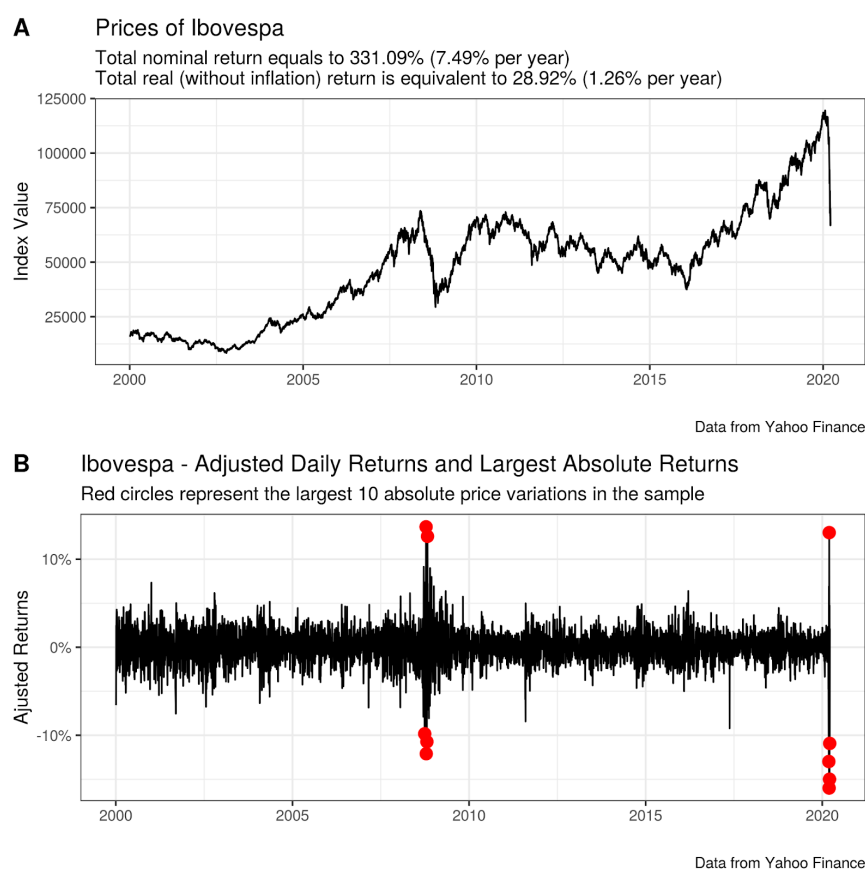 A
Prices of Ibovespa
Total nominal return equals to 331.09% (7.49% per year)
Total real (without inflation) return is equivalent to 28.92% (1.26% per year)
125000
100000
75000
50000
25000
Index Value
2000 2005 2010 2015 2020
Data from Yahoo Finance
B
Ibovespa - Adjusted Daily Returns and Largest Absolute Returns
Red circles represent the largest 10 absolute price variations in the sample
10%
0%
-10%
Ajusted Returns
2000 2005 2010 2015 2020
Data from Yahoo Finance